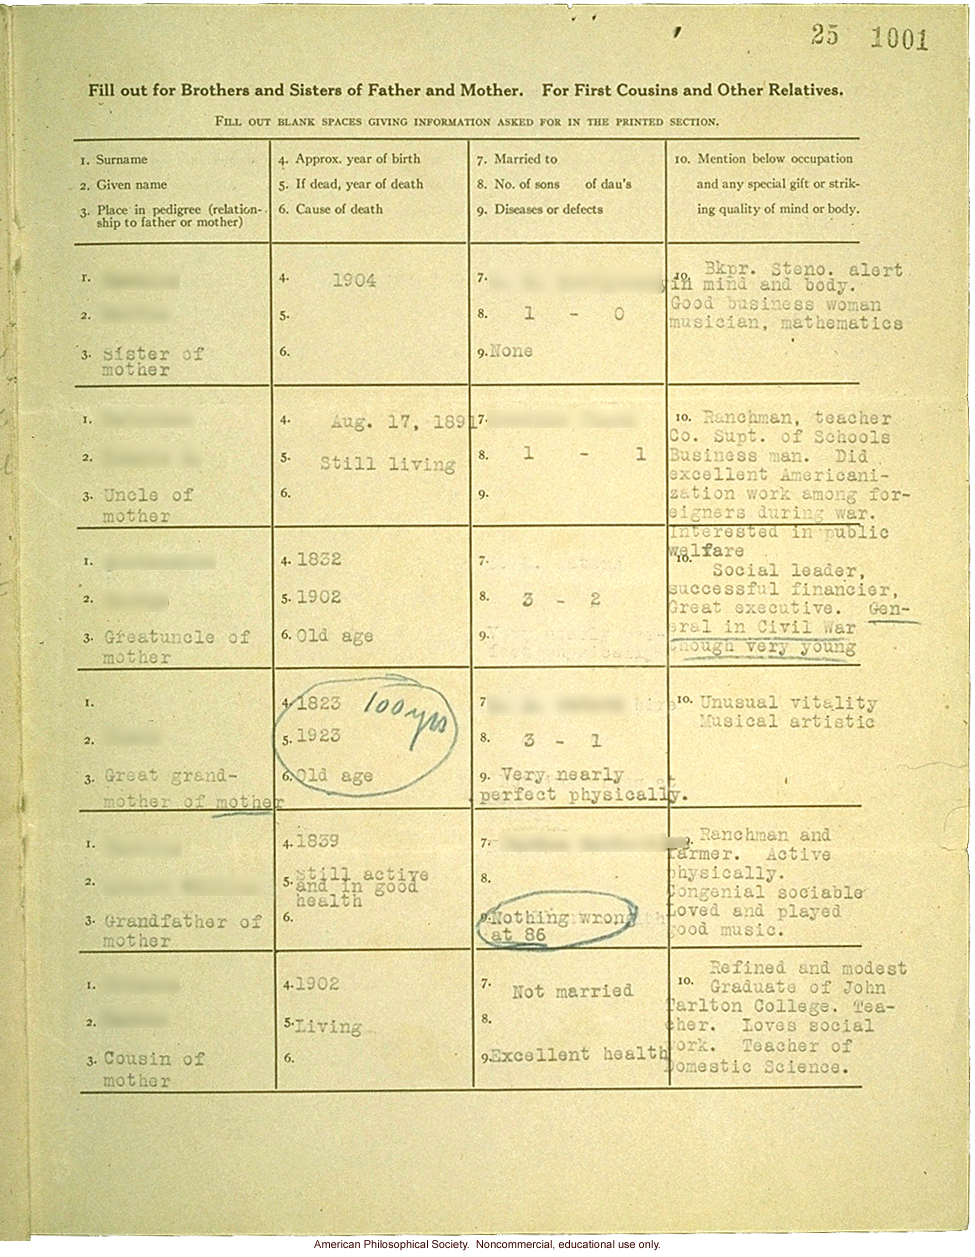 25 1001
Fill out for Brothers and Sisters of Father and Mother. For First Cousins and Other Relatives.
FILL OUT BLANK SPACES GIVING INFORMATION ASKED FOR IN THE PRINTED SECTION.
1. Surname
2. Given name
3. Place in pedigree (relation-
ship to father or mother)
4. Approx. year of birth
5. If dead, year of death
6. Cause of death
7. Married to
8. No. of sons of dau's
9. Diseases or defects
10. Mention below occupation
and any special gift or strik-
ing quality of mind or body.
1.
2.
3. Sister of
mother
4. 1904
5.
6.
7.
8. 1 - 0
9. None
10. Bkpr. Steno. alert
in mind and body.
Good business woman
musician, mathematics
1.
2.
3. Uncle of
mother
4. Aug. 17, 1891
5. Still living
6.
7.
8. 1 - 1
9.
10. Ranchman, teacher
Co. Supt. of Schools
Business man. Did
excellent Americani-
zation work among for-
eigners during war.
Interested in public
welfare
1.
2.
3. Greatuncle of
mother
4. 1832
5. 1902
6. Old age
7.
8. 3 - 2
9.
10.
Social leader,
successful financier,
Great executive. Gen-
eral in Civil War
though very young
1.
2.
3. Great grand-
mother of mother
4. 1823 100 yrs
5. 1923
6. Old age
7
8. 3 - 1
9. Very nearly
perfect physically.
10. Unusual vitality
Musical artistic
1.
2.
3. Grandfather of
mother
4. 1839
5. Still active
and in good
health
6.
7.
8.
9. Nothing wrong
at 86
Ranchman and
farmer. Active
physically.
Congenial sociable
Loved and played
good music.
1.
2.
3. Cousin of
mother
4. 1902
5. Living
6.
7. Not married
8.
9. Excellent health
10. Refined and modest
Graduate of John
Tarlton College. Tea-
cher. Loves social
work. Teacher of
Domestic Science.
American Philosophical Society. Noncommercial, educational use only.